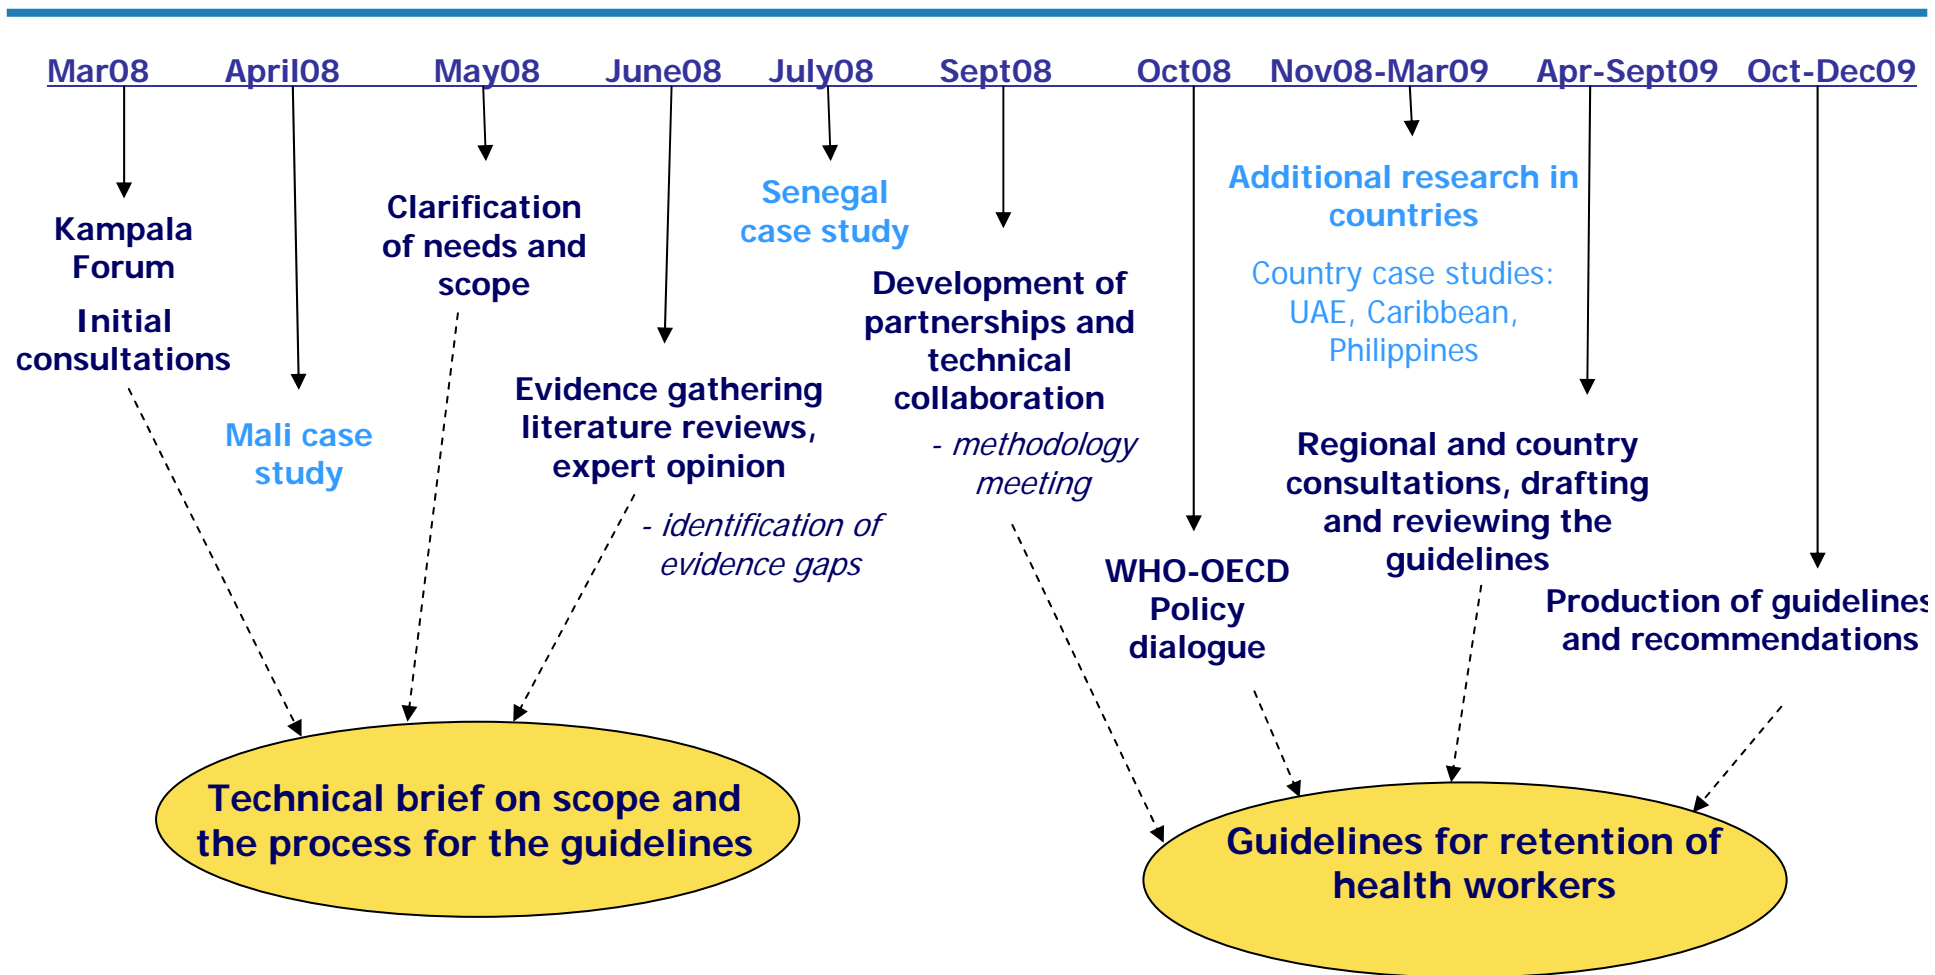 Mar08 April08 May08 June08 July08 Sept08 Oct08 Nov08-Mar09 Apr-Sept09 Oct-Dec09
Kampala
Forum
Initial
consultations
Mali case
study
Clarification
of needs and
scope
Evidence gathering
literature reviews,
expert opinion
- identification of
evidence gaps
Senegal
case study
Development of
partnerships and
technical
collaboration
- methodology
meeting
WHO-OECD
Policy
dialogue
Additional research in
countries
Country case studies:
UAE, Caribbean,
Philippines
Regional and country
consultations, drafting
and reviewing the
guidelines
Production of guidelines
and recommendations
Technical brief on scope and
the process for the guidelines
Guidelines for retention of
health workers